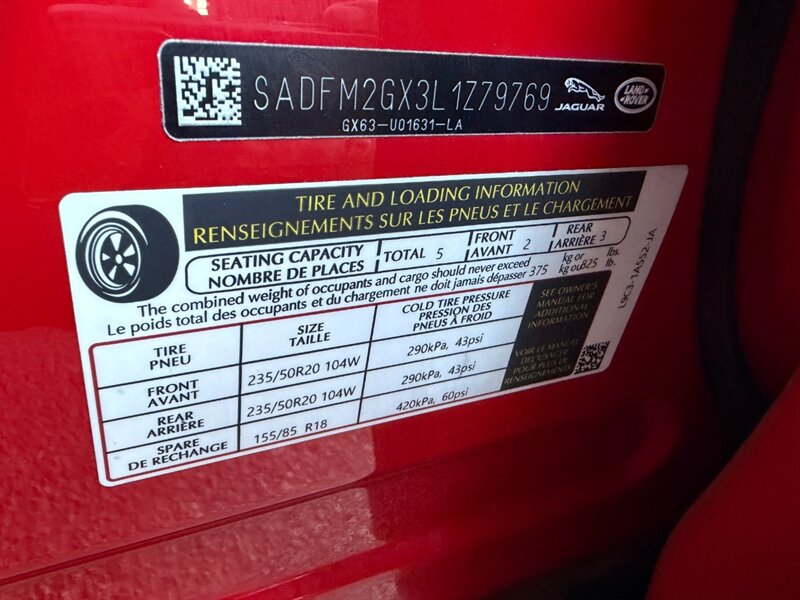 SADFM2GX3L1Z79769
JAGUAR
LAND ROVER
GX63-U01631-LA
TIRE AND LOADING INFORMATION
RENSEIGNEMENTS SUR LES PNEUS ET LE CHARGEMENT
SEATING CAPACITY
NOMBRE DE PLACES
TOTAL 5
FRONT
AVANT 2
REAR
ARRIÈRE 3
The combined weight of occupants and cargo should never exceed
Le poids total des occupants et du chargement ne doit jamais dépasser 375 kg or
kg ou 825 lbs.
lb.
TIRE
PNEU
SIZE
TAILLE
COLD TIRE PRESSURE
PRESSION DES
PNEUS À FROID
FRONT
AVANT
235/50R20 104W
290kPa, 43psi
REAR
ARRIÈRE
235/50R20 104W
290kPa, 43psi
SPARE
DE RECHANGE
155/85 R18
420kPa, 60psi
SEE OWNER'S
MANUAL FOR
ADDITIONAL
INFORMATION
VOIR LE MANUEL
DE L'USAGER
POUR PLUS DE
RENSEIGNEMENTS
L9C3-1A552-JA